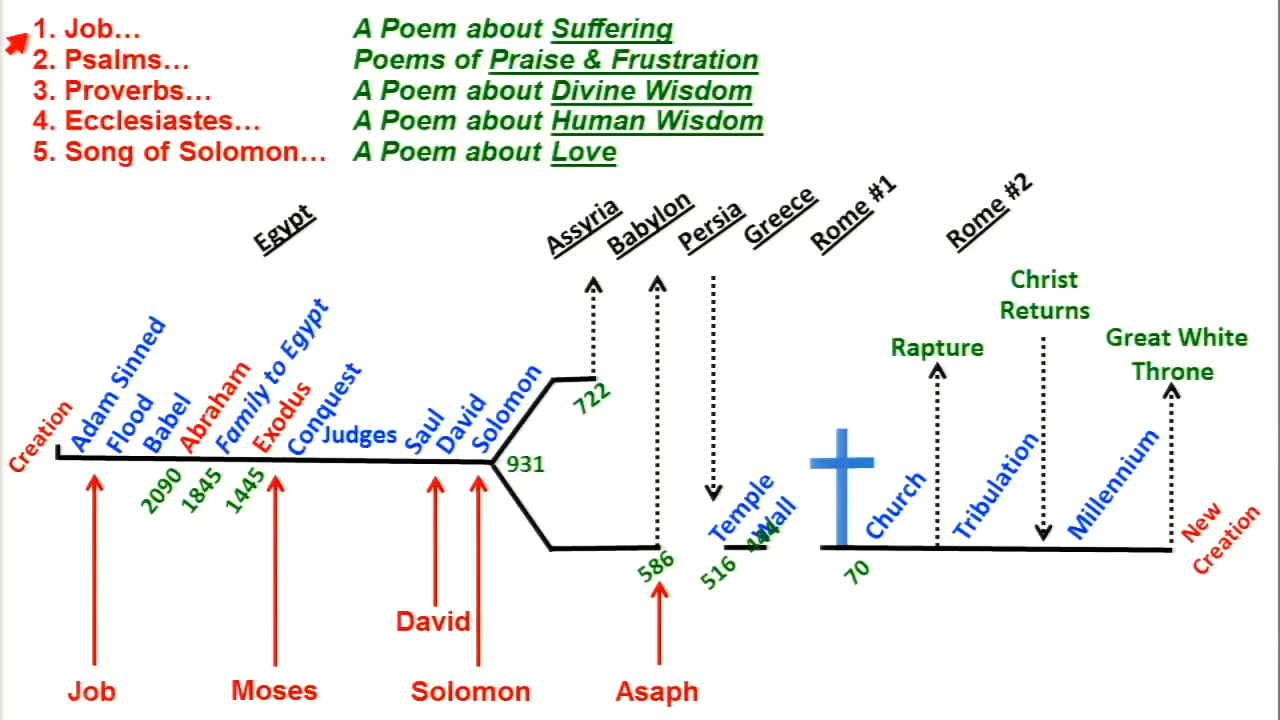 1. Job… A Poem about Suffering
2. Psalms… Poems of Praise & Frustration
3. Proverbs… A Poem about Divine Wisdom
4. Ecclesiastes… A Poem about Human Wisdom
5. Song of Solomon… A Poem about Love
Egypt
Assyria
Babylon
Persia
Greece
Rome #1
Rome #2
Christ
Returns
Rapture
Great White
Throne
Creation
Adam Sinned
Flood
Babel
Abraham
Family to Egypt
Exodus
Conquest
Judges
Saul
David
Solomon
722
931
2090
1845
1445
586
Temple
Wall
516
444
Church
70
Tribulation
Millennium
New
Creation
David
Job
Moses
Solomon
Asaph